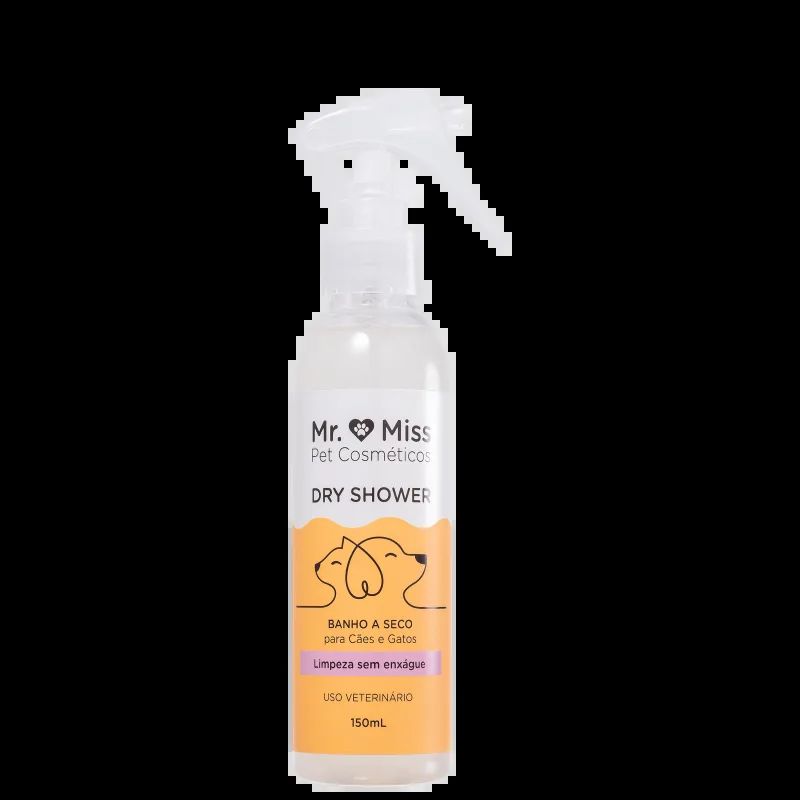 Mr. Miss
Pet Cosméticos
DRY SHOWER
BANHO A SECO
para Cães e Gatos
Limpeza sem enxágue
USO VETERINÁRIO
150mL